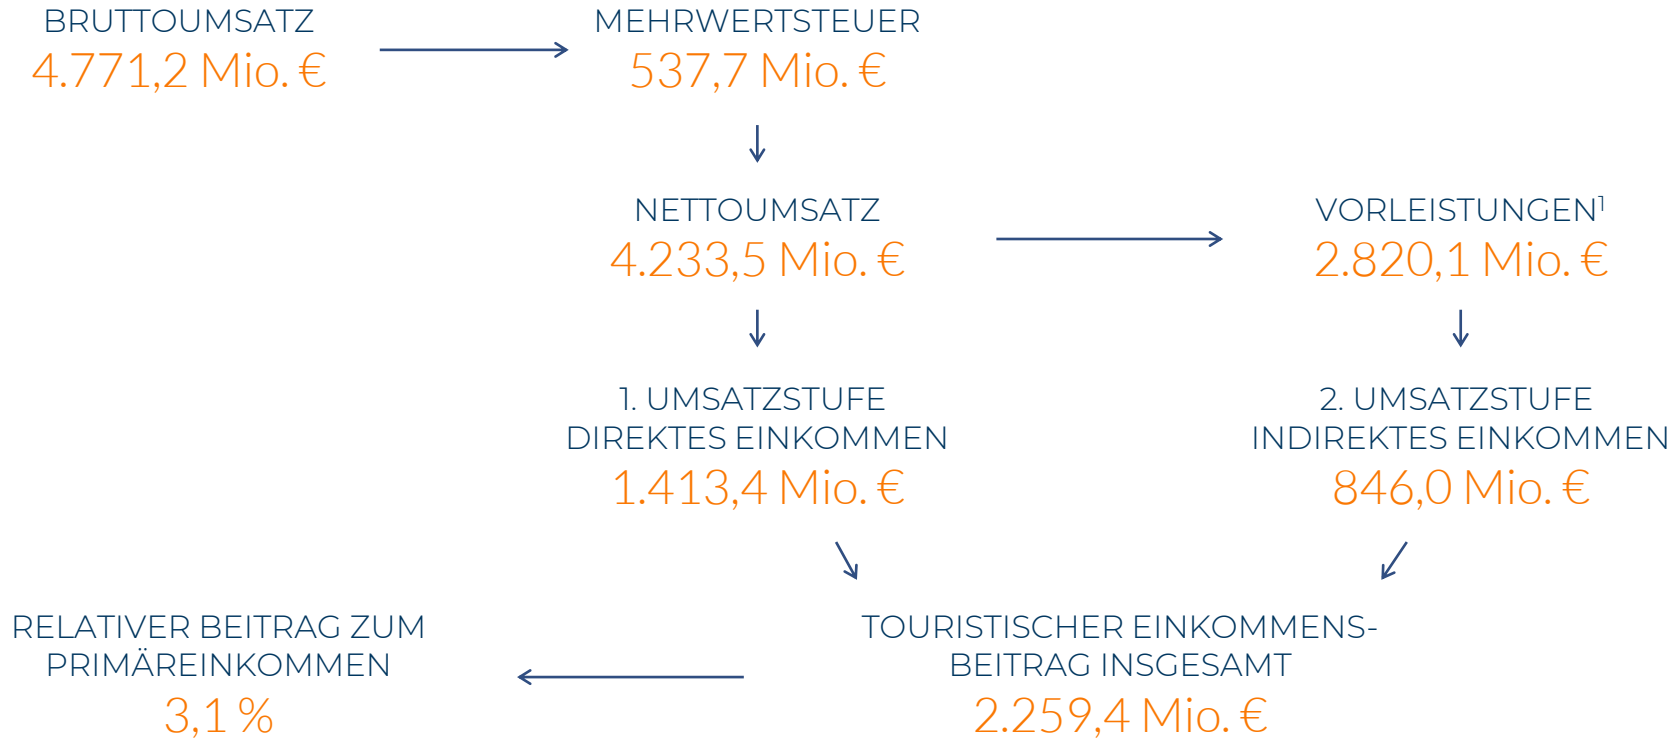 BRUTTOUMSATZ
4.771,2 Mio. €
MEHRWERTSTEUER
537,7 Mio. €
NETTOUMSATZ
4.233,5 Mio. €
VORLEISTUNGEN¹
2.820,1 Mio. €
1. UMSATZSTUFE
DIREKTES EINKOMMEN
1.413,4 Mio. €
2. UMSATZSTUFE
INDIREKTES EINKOMMEN
846,0 Mio. €
RELATIVER BEITRAG ZUM
PRIMÄREINKOMMEN
3,1 %
TOURISTISCHER EINKOMMENS-
BEITRAG INSGESAMT
2.259,4 Mio. €